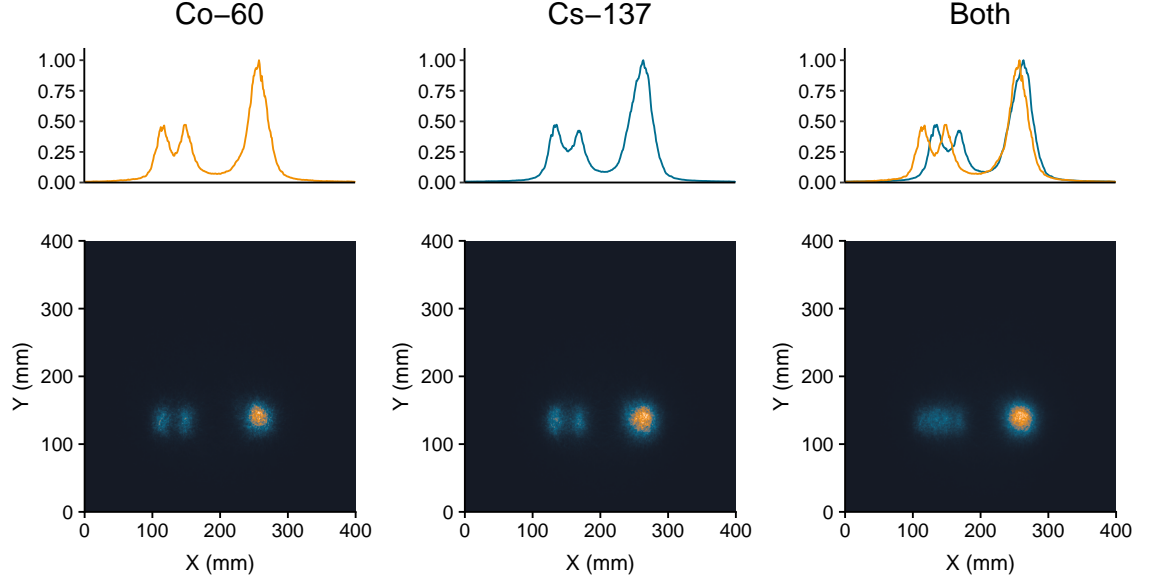 Co−60 Cs−137 Both
1.00 1.00 1.00
0.75 0.75 0.75
0.50 0.50 0.50
0.25 0.25 0.25
0.00 0.00 0.00
400 400 400
300 300 300
200 200 200
100 100 100
0 0 0
Y (mm) Y (mm) Y (mm)
0 100 200 300 400 0 100 200 300 400 0 100 200 300 400
X (mm) X (mm) X (mm)